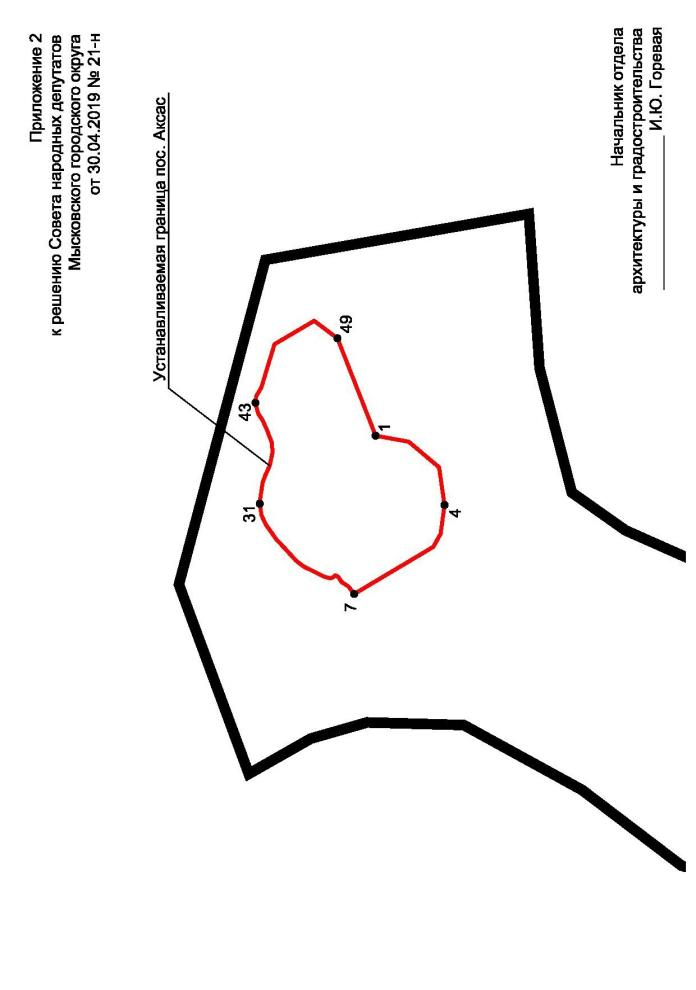 Приложение 2
к решению Совета народных депутатов
Мысковского городского округа
от 30.04.2019 № 21-н
Устанавливаемая граница пос. Аксас
43
49
31
1
4
7
Начальник отдела
архитектуры и градостроительства
И.Ю. Горевая